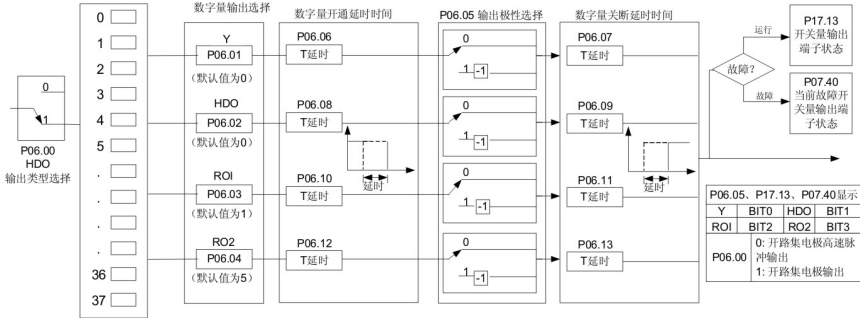 数字量输出选择
数字量开通延时时间
P06.05 输出极性选择
数字量关断延时时间
0
1
2
3
4
5
.
.
.
.
36
37
0
1
P06.00
HDO
输出类型选择
Y
P06.01
(默认值为0)
HDO
P06.02
(默认值为0)
ROI
P06.03
(默认值为1)
RO2
P06.04
(默认值为5)
P06.06
T延时
P06.08
T延时
延时
P06.10
T延时
P06.12
T延时
0
1
-1
0
1
-1
0
1
-1
0
1
-1
P06.07
T延时
P06.09
T延时
延时
P06.11
T延时
P06.13
T延时
故障?
运行
P17.13
开关量输出
端子状态
故障
P07.40
当前故障开
关量输出端
子状态
P06.05、P17.13、P07.40显示
Y BIT0 HDO BIT1
ROI BIT2 RO2 BIT3
P06.00
0: 开路集电极高速脉
冲输出
1: 开路集电极输出